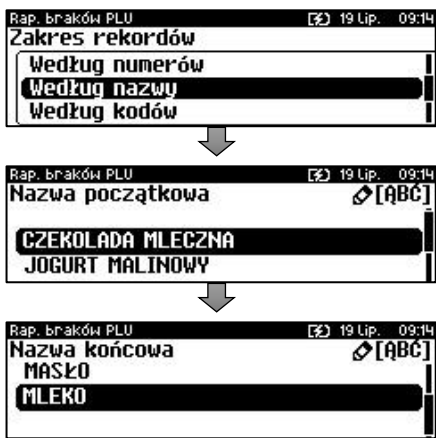 Rap. braków PLU 19 Lip. 09:14
Zakres rekordów
Według numerów
Według nazwy
Według kodów
Rap. braków PLU 19 Lip. 09:14
Nazwa początkowa [ĄBĆ]
CZEKOLADA MLECZNA
JOGURT MALINOWY
Rap. braków PLU 19 Lip. 09:14
Nazwa końcowa [ĄBĆ]
MASŁO
MLEKO